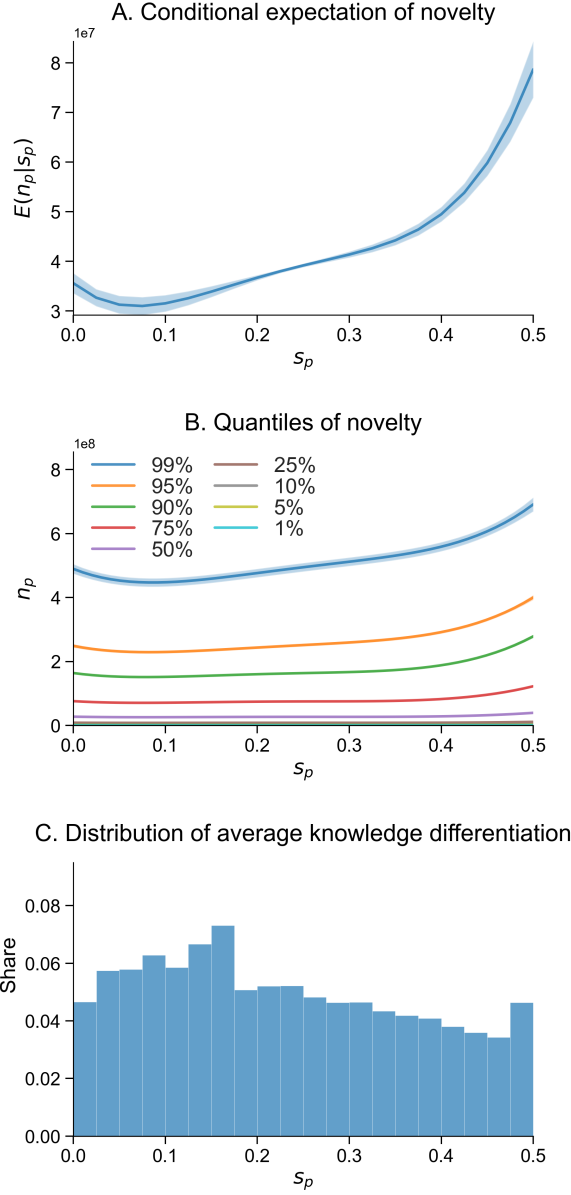 A. Conditional expectation of novelty
1e7
8
7
6
5
4
3
E(n_p|s_p)
0.0 0.1 0.2 0.3 0.4 0.5
s_p
B. Quantiles of novelty
1e8
8
6
4
2
0
n_p
99% 25%
95% 10%
90% 5%
75% 1%
50%
0.0 0.1 0.2 0.3 0.4 0.5
s_p
C. Distribution of average knowledge differentiation
0.08
0.06
0.04
0.02
0.00
Share
0.0 0.1 0.2 0.3 0.4 0.5
s_p